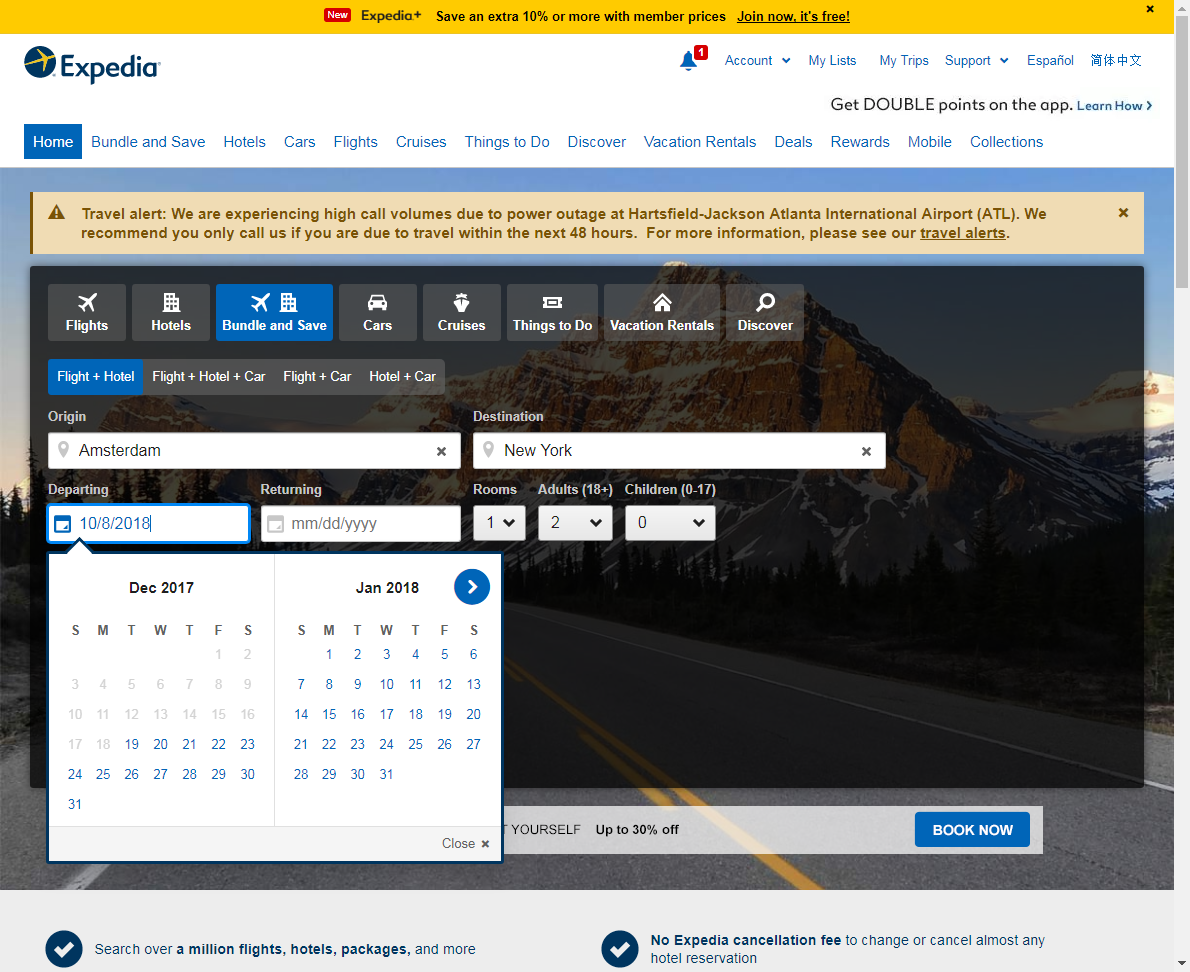 New Expedia+ Save an extra 10% or more with member prices Join now, it's free!
Expedia
1 Account My Lists My Trips Support Español 简体中文
Get DOUBLE points on the app. Learn How
Home Bundle and Save Hotels Cars Flights Cruises Things to Do Discover Vacation Rentals Deals Rewards Mobile Collections
Travel alert: We are experiencing high call volumes due to power outage at Hartsfield-Jackson Atlanta International Airport (ATL). We
recommend you only call us if you are due to travel within the next 48 hours. For more information, please see our travel alerts.
Flights Hotels Bundle and Save Cars Cruises Things to Do Vacation Rentals Discover
Flight + Hotel Flight + Hotel + Car Flight + Car Hotel + Car
Origin Destination
Amsterdam New York
Departing Returning Rooms Adults (18+) Children (0-17)
10/8/2018 mm/dd/yyyy 1 2 0
Dec 2017 Jan 2018
S M T W T F S S M T W T F S
1 2 1 2 3 4 5 6
3 4 5 6 7 8 9 7 8 9 10 11 12 13
10 11 12 13 14 15 16 14 15 16 17 18 19 20
17 18 19 20 21 22 23 21 22 23 24 25 26 27
24 25 26 27 28 29 30 28 29 30 31
31
T YOURSELF Up to 30% off BOOK NOW
Close
Search over a million flights, hotels, packages, and more
No Expedia cancellation fee to change or cancel almost any
hotel reservation